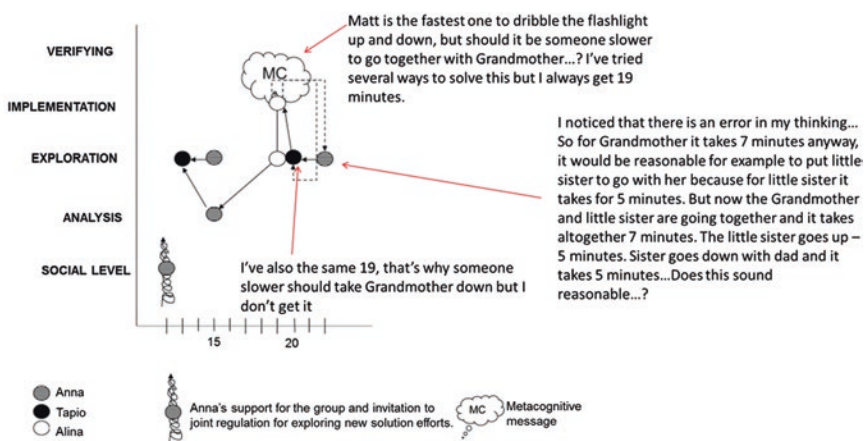 Matt is the fastest one to dribble the flashlight
up and down, but should it be someone slower
to go together with Grandmother...? I've tried
several ways to solve this but I always get 19
minutes.
VERIFYING
MC
IMPLEMENTATION
I noticed that there is an error in my thinking...
So for Grandmother it takes 7 minutes anyway,
it would be reasonable for example to put little
sister to go with her because for little sister it
takes for 5 minutes. But now the Grandmother
and little sister are going together and it takes
altogether 7 minutes. The little sister goes up –
5 minutes. Sister goes down with dad and it
takes 5 minutes...Does this sound
reasonable...?
EXPLORATION
ANALYSIS
SOCIAL LEVEL
I've also the same 19, that's why someone
slower should take Grandmother down but I
don't get it
15
20
Anna
Tapio
Alina
Anna's support for the group and invitation to
joint regulation for exploring new solution efforts.
MC
Metacognitive
message